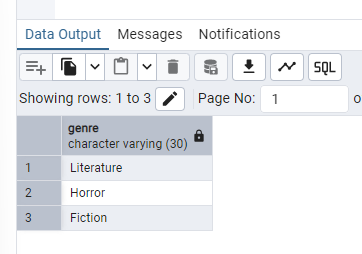 Data Output Messages Notifications
SQL
Showing rows: 1 to 3 Page No: 1 o
genre
character varying (30)
1 Literature
2 Horror
3 Fiction